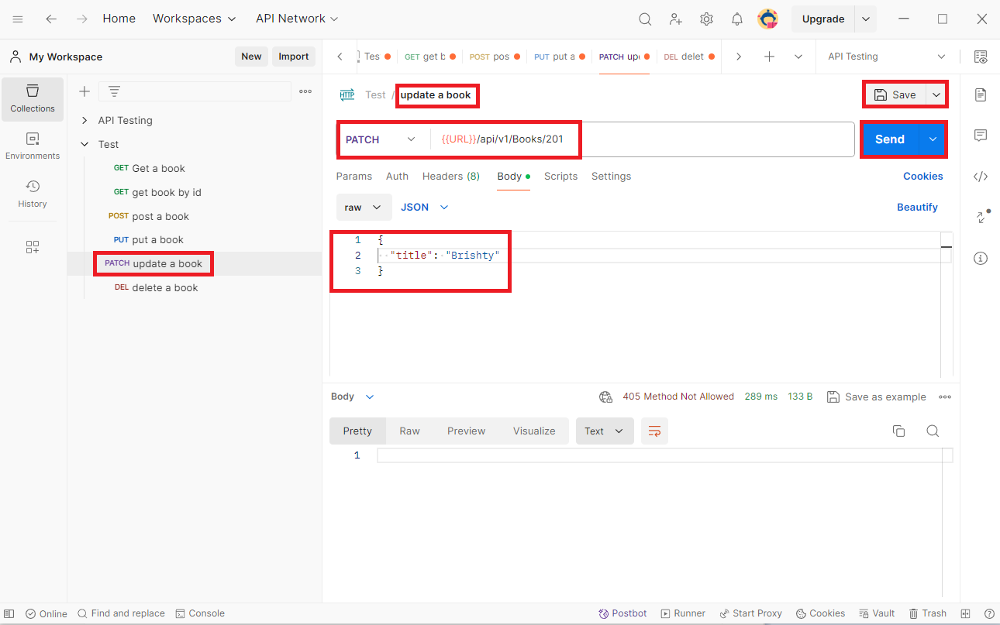 Home Workspaces API Network Upgrade
My Workspace New Import
Tes GET get b POST pos PUT put a PATCH up DEL delet API Testing
Collections
Environments
History
API Testing
Test
GET Get a book
GET get book by id
POST post a book
PUT put a book
PATCH update a book
DEL delete a book
HTTP Test / update a book Save
PATCH {{URL}}/api/v1/Books/201 Send
Params Auth Headers (8) Body Scripts Settings Cookies
raw JSON Beautify
1 {
2 "title": "Brishty"
3 }
Body 405 Method Not Allowed 289 ms 133 B Save as example
Pretty Raw Preview Visualize Text
1
Online Find and replace Console Postbot Runner Start Proxy Cookies Vault Trash